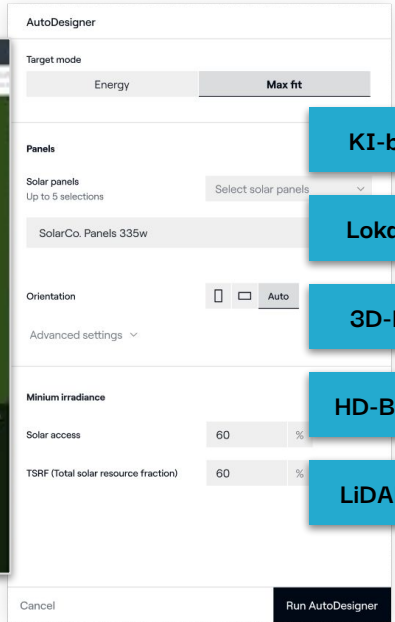 AutoDesigner
Target mode
Energy Max fit
Panels
Solar panels
Up to 5 selections
Select solar panels
SolarCo. Panels 335w
Orientation
Auto
Advanced settings
Minium irradiance
Solar access
60 %
TSRF (Total solar resource fraction)
60 %
Cancel
Run AutoDesigner
KI-b
Lok
3D-
HD-B
LiDA